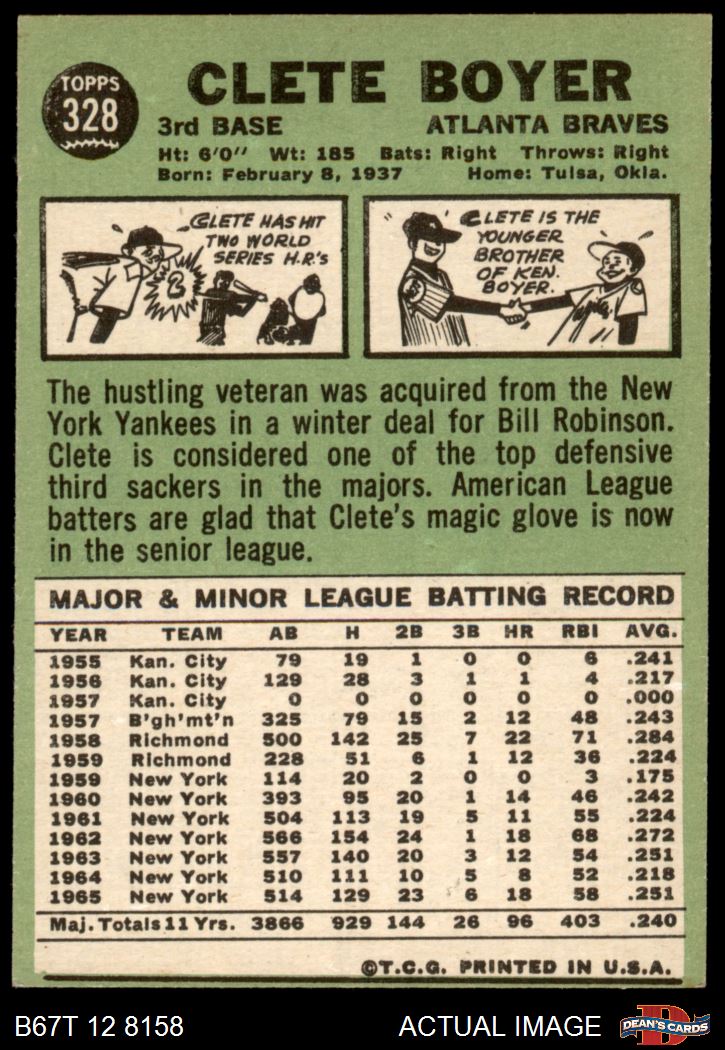 TOPPS
328
CLETE BOYER
3rd BASE ATLANTA BRAVES
Ht: 6'0" Wt: 185 Bats: Right Throws: Right
Born: February 8, 1937 Home: Tulsa, Okla.
CLETE HAS HIT
TWO WORLD
SERIES H.R.'s
2
CLETE IS THE
YOUNGER
BROTHER
OF KEN
BOYER.
The hustling veteran was acquired from the New
York Yankees in a winter deal for Bill Robinson.
Clete is considered one of the top defensive
third sackers in the majors. American League
batters are glad that Clete's magic glove is now
in the senior league.
MAJOR & MINOR LEAGUE BATTING RECORD
YEAR TEAM AB H 2B 3B HR RBI AVG.
1955 Kan. City 79 19 1 0 0 6 .241
1956 Kan. City 129 28 3 1 1 4 .217
1957 Kan. City 0 0 0 0 0 0 .000
1957 B'gh'mt'n 325 79 15 2 12 48 .243
1958 Richmond 500 142 25 7 22 71 .284
1959 Richmond 228 51 6 1 12 36 .224
1959 New York 114 20 2 0 0 3 .175
1960 New York 393 95 20 1 14 46 .242
1961 New York 504 113 19 5 11 55 .224
1962 New York 566 154 24 1 18 68 .272
1963 New York 557 140 20 3 12 54 .251
1964 New York 510 111 10 5 8 52 .218
1965 New York 514 129 23 6 18 58 .251
Maj. Totals 11 Yrs. 3866 929 144 26 96 403 .240
©T.C.G. PRINTED IN U.S.A.
B67T 12 8158 ACTUAL IMAGE
D
DEAN'S CARDS